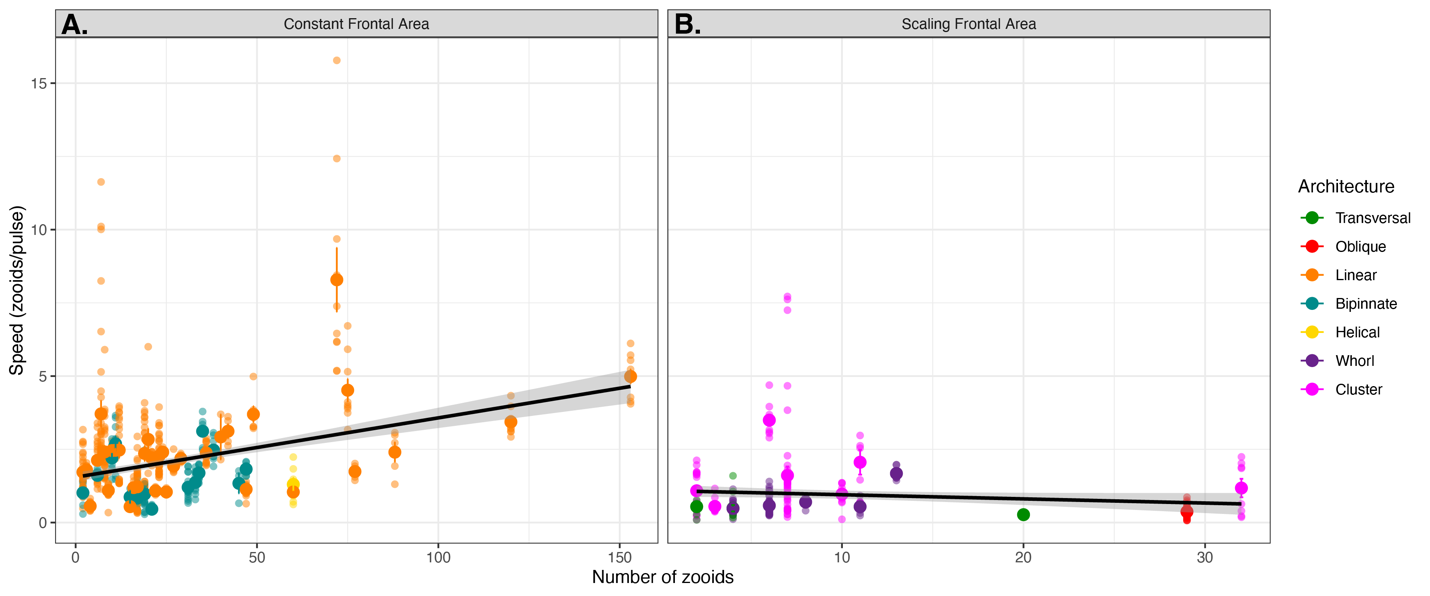 A.
Constant Frontal Area
B.
Scaling Frontal Area
Speed (zooids/pulse)
15
10
5
0
0
50
100
150
10
20
30
Number of zooids
Architecture
Transversal
Oblique
Linear
Bipinnate
Helical
Whorl
Cluster